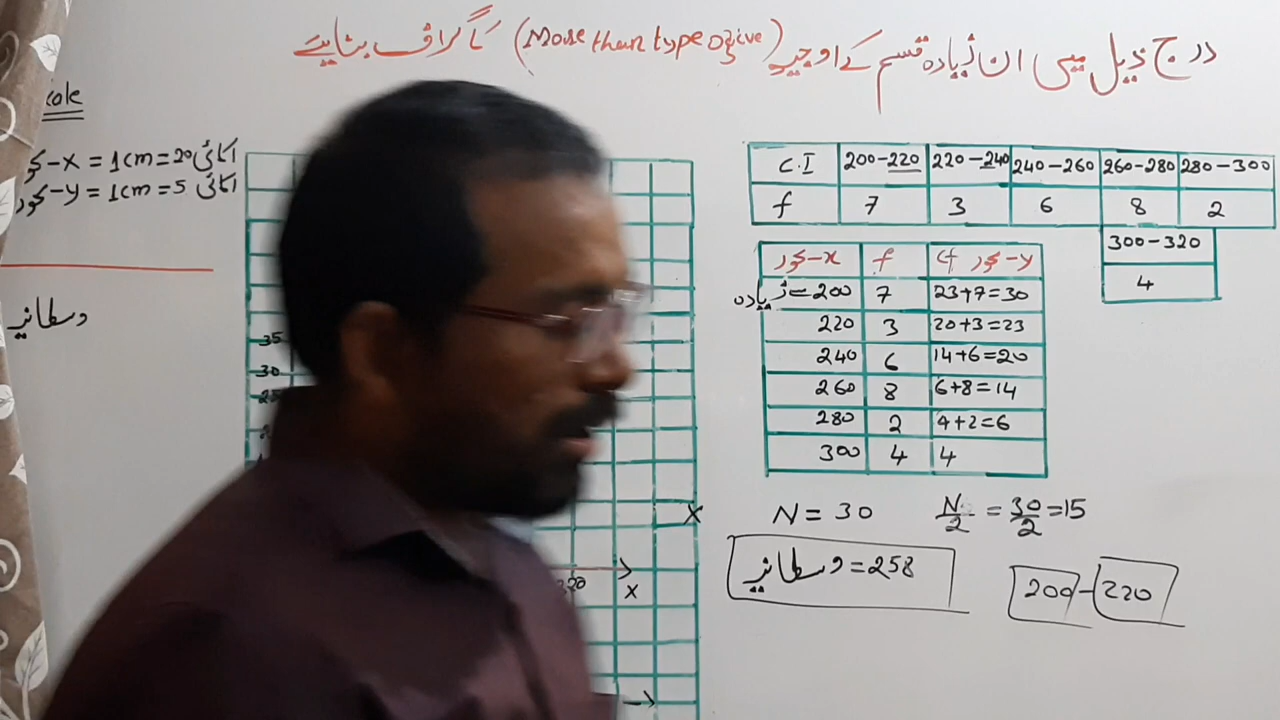 درج ذیل میں ان زیادہ قسم کے اوجیو (More than type ogive) کا گراف بنایئے
x-محور = 1cm = 20 اکائی
y-محور = 1cm = 5 اکائی
وسطانیہ
35
30
320
X
x
C.I 200-220 220-240 240-260 260-280 280-300
f 7 3 6 8 2
300-320
4
x-محور f cf y-محور
زیادہ=200 7 23+7=30
220 3 20+3=23
240 6 14+6=20
260 8 6+8=14
280 2 4+2=6
300 4 4
N = 30 N/2 = 30/2 = 15
وسطانیہ = 258
200-220